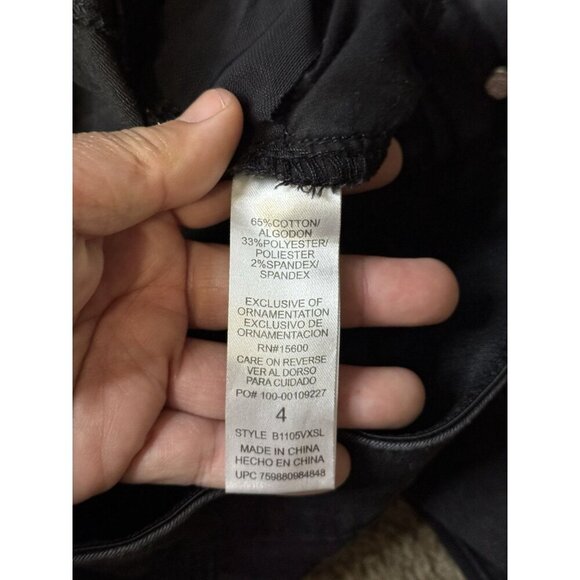 65%COTTON/
ALGODON
33%POLYESTER/
POLIESTER
2%SPANDEX/
SPANDEX
EXCLUSIVE OF
ORNAMENTATION
EXCLUSIVO DE
ORNAMENTACION
RN#15600
CARE ON REVERSE
VER AL DORSO
PARA CUIDADO
PO# 100-00109227
4
STYLE B1105VXSL
MADE IN CHINA
HECHO EN CHINA
UPC 759880984848